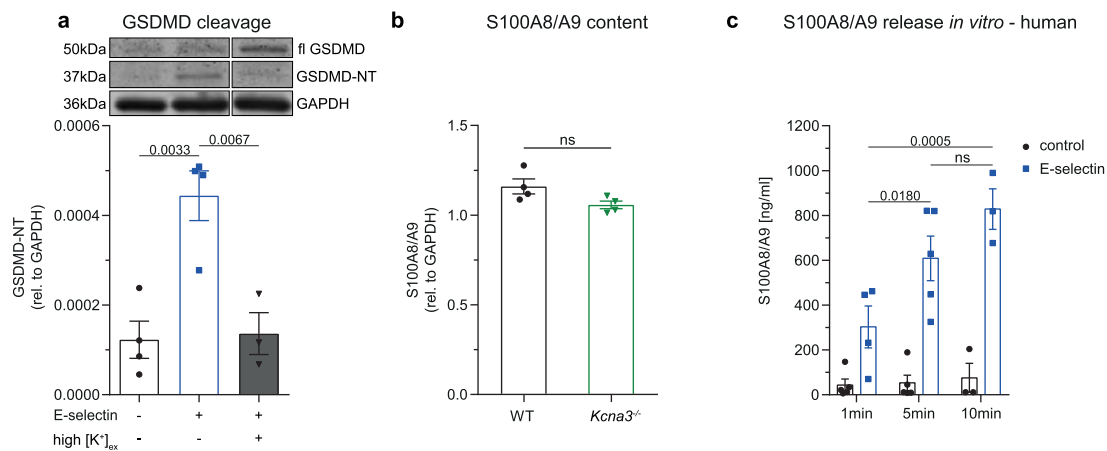 a GSDMD cleavage
50kDa fl GSDMD
37kDa GSDMD-NT
36kDa GAPDH
GSDMD-NT
(rel. to GAPDH)
0.0006
0.0004
0.0002
0.0000
0.0033
0.0067
E-selectin - + +
high [K⁺]ex - - +
b S100A8/A9 content
S100A8/A9
(rel. to GAPDH)
1.5
1.0
0.5
0.0
ns
WT Kcna3-/-
c S100A8/A9 release in vitro - human
S100A8/A9 [ng/ml]
1200
1000
800
600
400
200
0
0.0005
ns
0.0180
control
E-selectin
1min 5min 10min